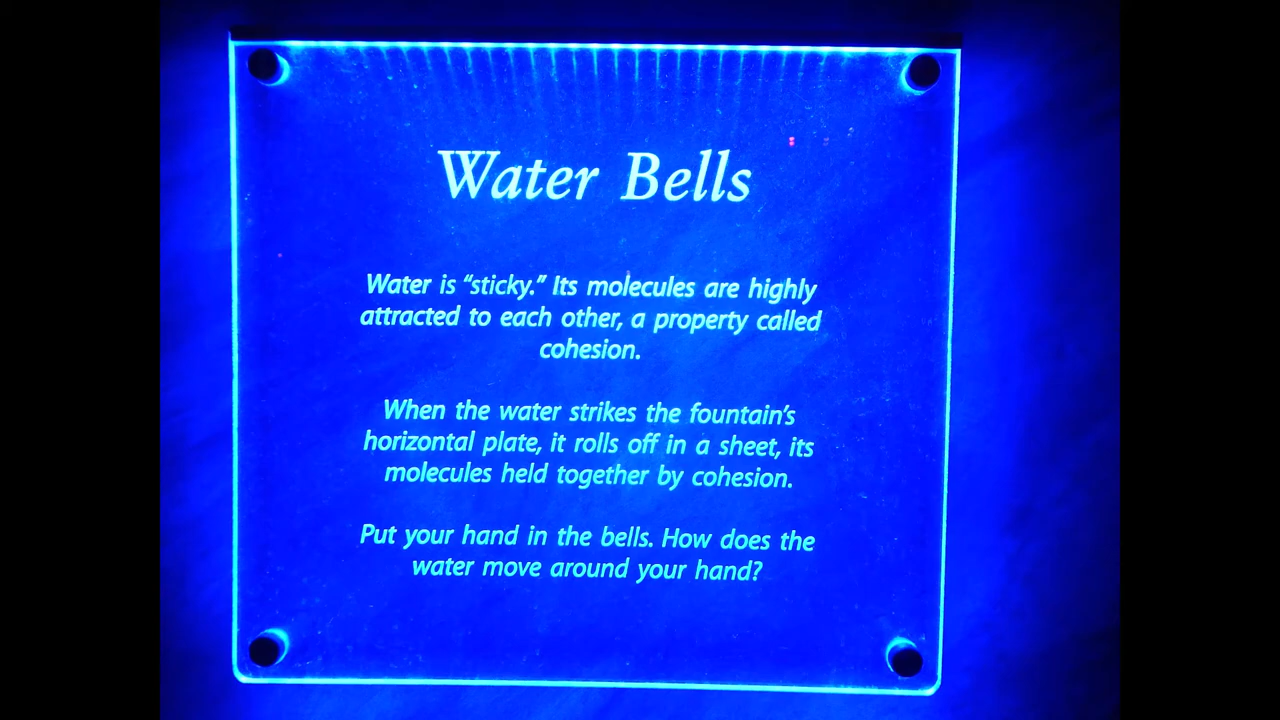 Water Bells
Water is “sticky.” Its molecules are highly
attracted to each other, a property called
cohesion.
When the water strikes the fountain’s
horizontal plate, it rolls off in a sheet, its
molecules held together by cohesion.
Put your hand in the bells. How does the
water move around your hand?